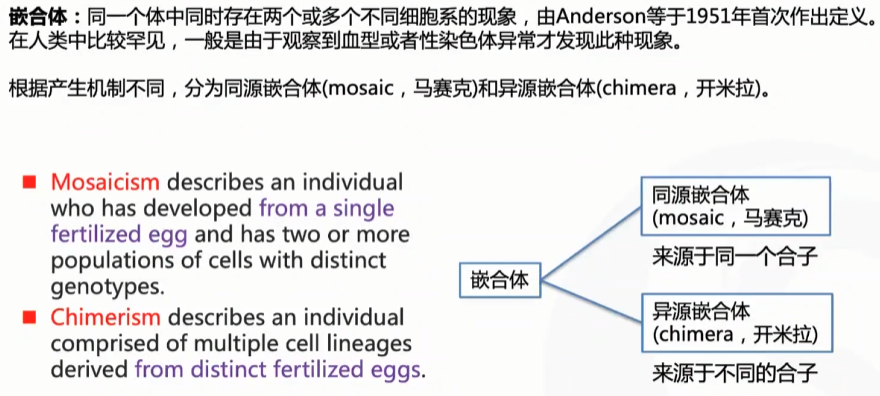 嵌合体：同一个体中同时存在两个或多个不同细胞系的现象，由Anderson等于1951年首次作出定义。
在人类中比较罕见，一般是由于观察到血型或者性染色体异常才发现此种现象。
根据产生机制不同，分为同源嵌合体(mosaic，马赛克)和异源嵌合体(chimera，开米拉)。
■ Mosaicism describes an individual
who has developed from a single
fertilized egg and has two or more
populations of cells with distinct
genotypes.
■ Chimerism describes an individual
comprised of multiple cell lineages
derived from distinct fertilized eggs.
嵌合体
同源嵌合体
(mosaic，马赛克)
来源于同一个合子
异源嵌合体
(chimera，开米拉)
来源于不同的合子